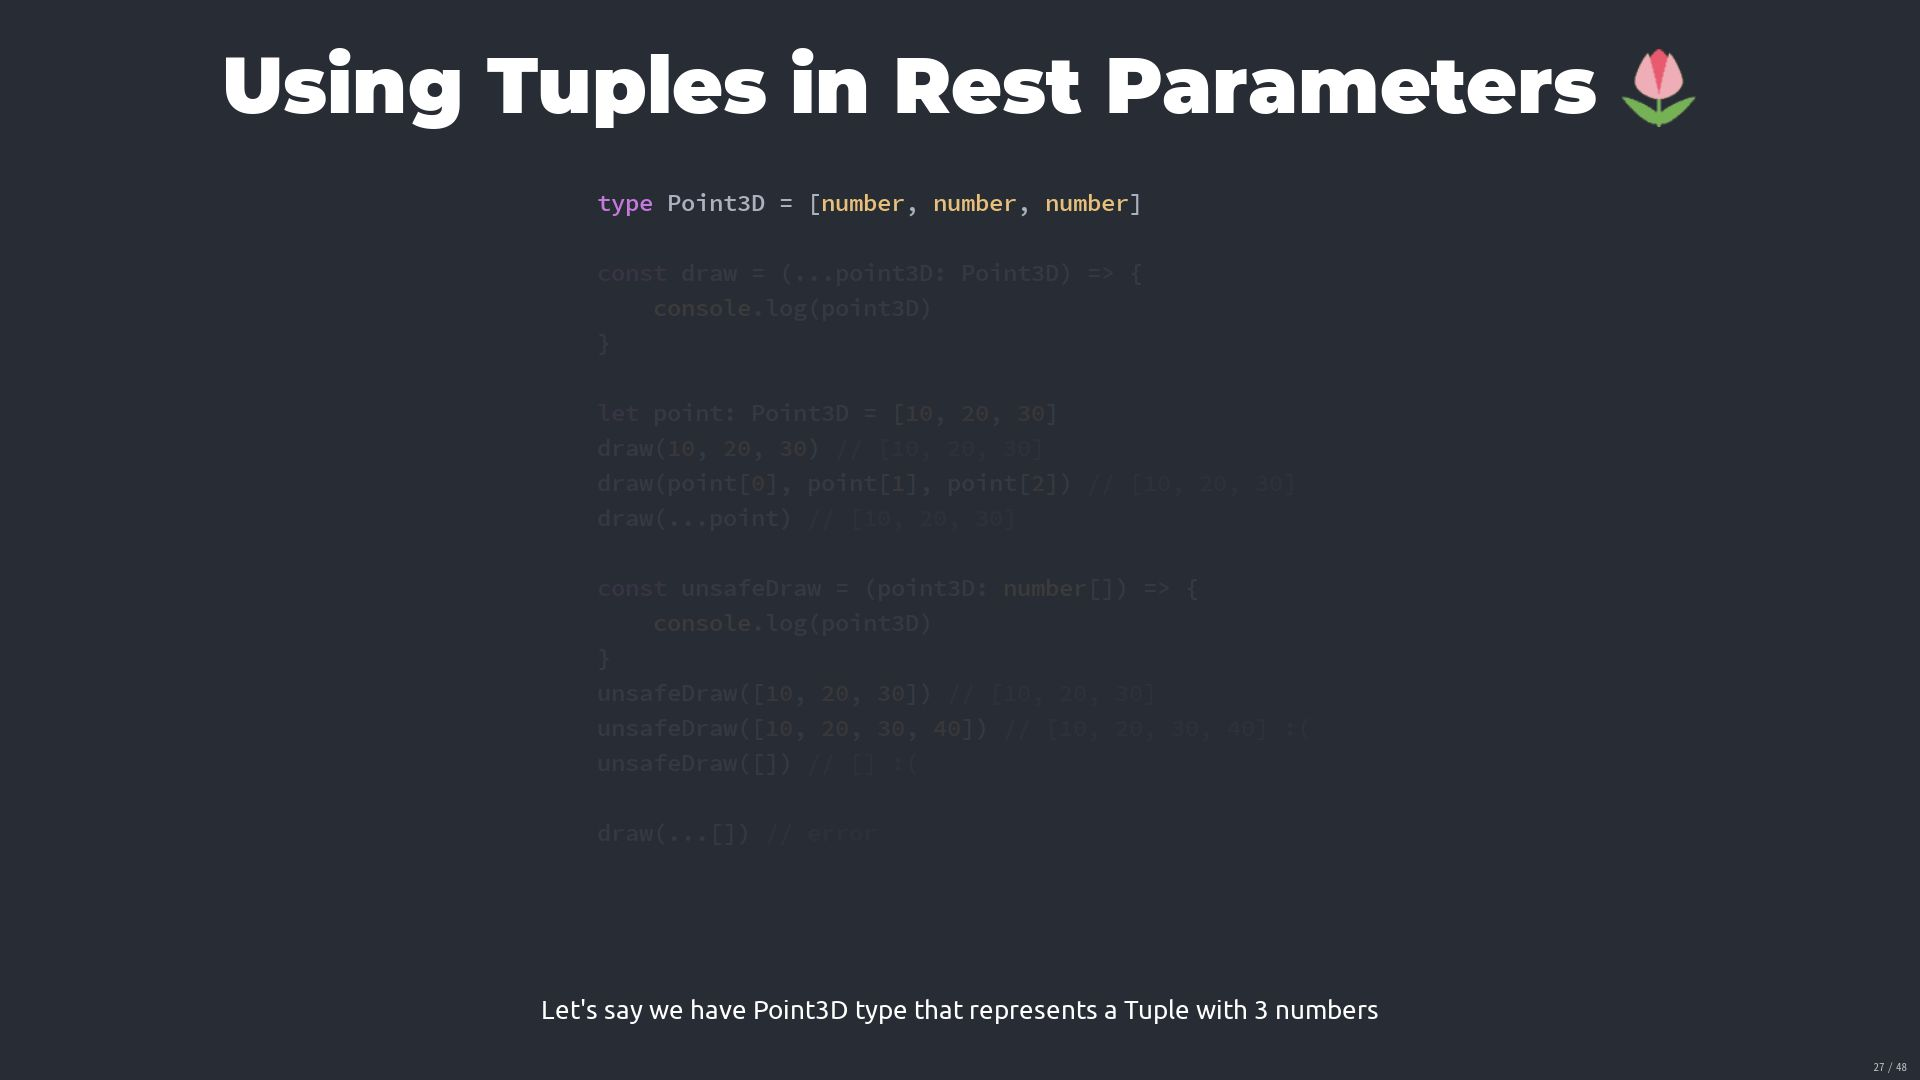 Using Tuples in Rest Parameters
type Point3D = [number, number, number]
const draw = (...point3D: Point3D) => {
console.log(point3D)
}
let point: Point3D = [10, 20, 30]
draw(10, 20, 30) // [10, 20, 30]
draw(point[0], point[1], point[2]) // [10, 20, 30]
draw(...point) // [10, 20, 30]
const unsafeDraw = (point3D: number[]) => {
console.log(point3D)
}
unsafeDraw([10, 20, 30]) // [10, 20, 30]
unsafeDraw([10, 20, 30, 40]) // [10, 20, 30, 40] :(
unsafeDraw([]) // [] :(
draw(...[]) // error
Let's say we have Point3D type that represents a Tuple with 3 numbers
27 / 48